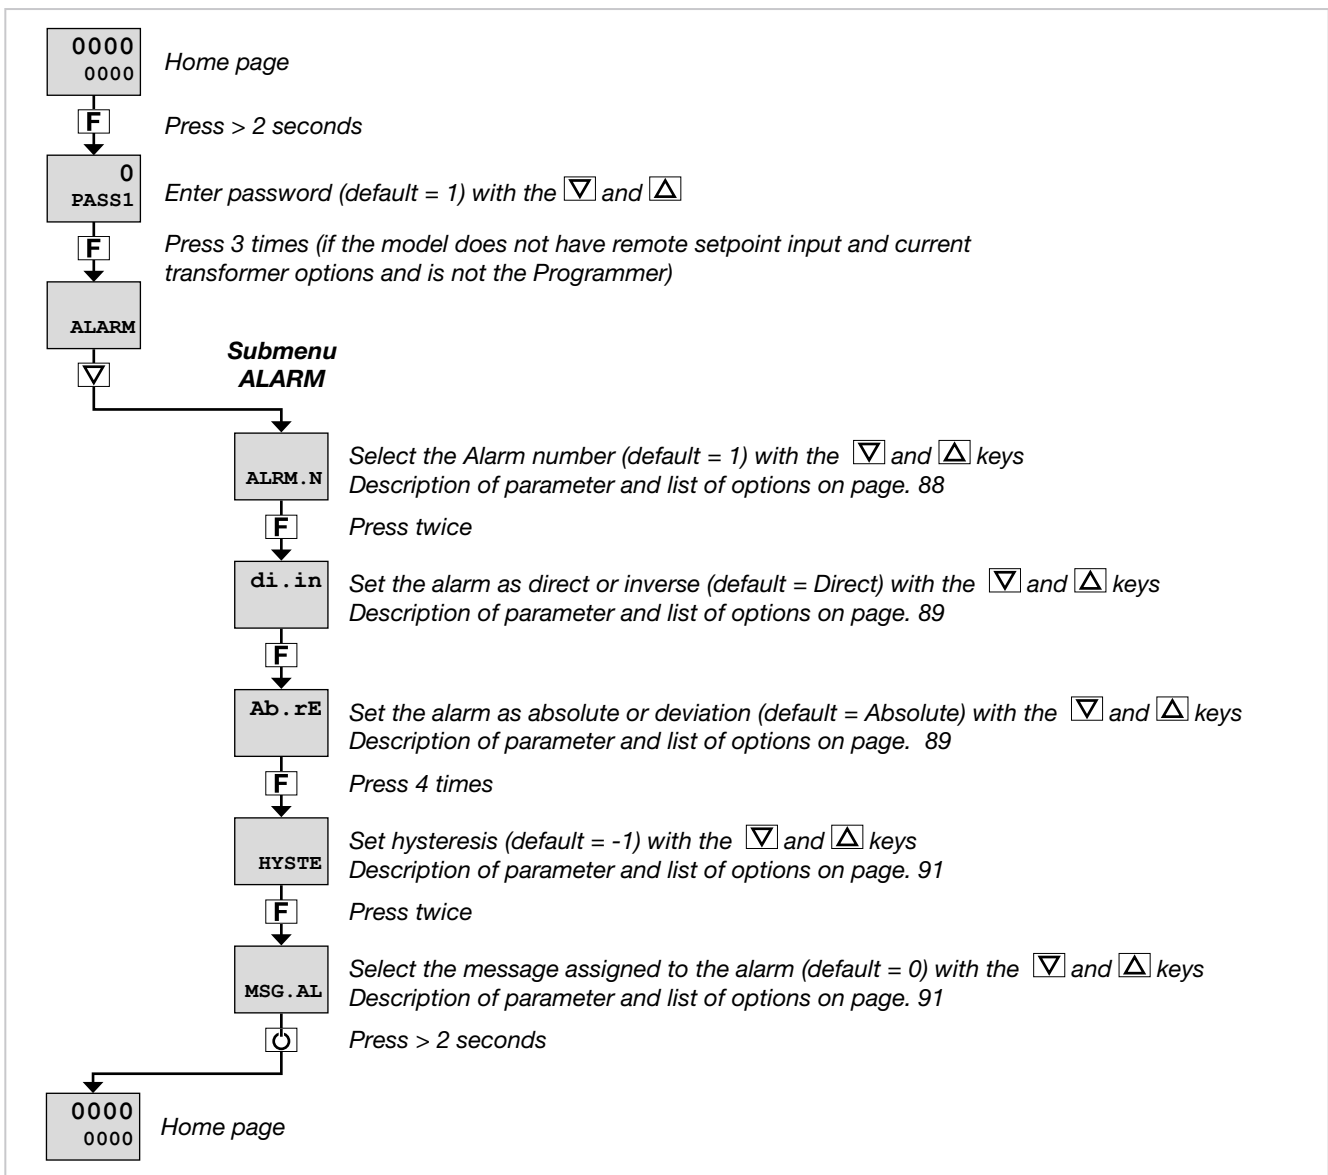 0000
0000
Home page
F
Press > 2 seconds
0
PASS1
Enter password (default = 1) with the ▽ and △
F
Press 3 times (if the model does not have remote setpoint input and current
transformer options and is not the Programmer)
ALARM
Submenu
ALARM
ALRM.N
Select the Alarm number (default = 1) with the ▽ and △ keys
Description of parameter and list of options on page. 88
F
Press twice
di.in
Set the alarm as direct or inverse (default = Direct) with the ▽ and △ keys
Description of parameter and list of options on page. 89
F
Ab.rE
Set the alarm as absolute or deviation (default = Absolute) with the ▽ and △ keys
Description of parameter and list of options on page. 89
F
Press 4 times
HYSTE
Set hysteresis (default = -1) with the ▽ and △ keys
Description of parameter and list of options on page. 91
F
Press twice
MSG.AL
Select the message assigned to the alarm (default = 0) with the ▽ and △ keys
Description of parameter and list of options on page. 91
Press > 2 seconds
0000
0000
Home page